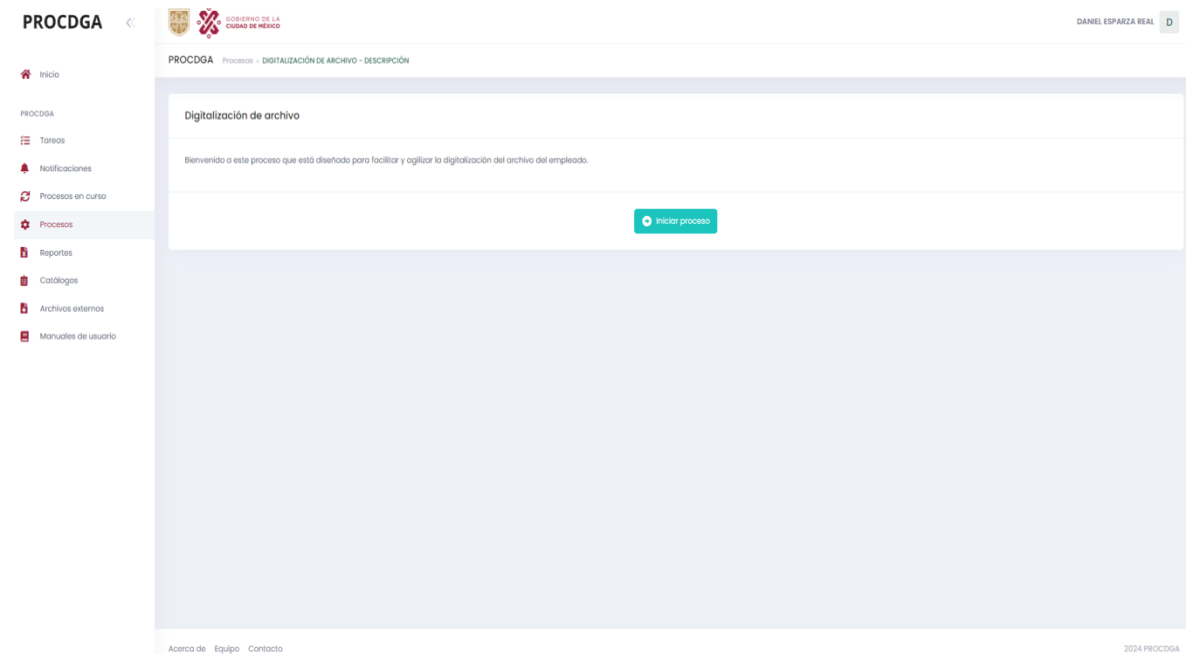 PROCDGA
GOBIERNO DE LA
CIUDAD DE MÉXICO
DANIEL ESPARZA REAL D
PROCDGA Procesos - DIGITALIZACIÓN DE ARCHIVO - DESCRIPCIÓN
Inicio
PROCDGA
Tareas
Notificaciones
Procesos en curso
Procesos
Reportes
Catálogos
Archivos externos
Manuales de usuario
Digitalización de archivo
Bienvenido a este proceso que está diseñado para facilitar y agilizar la digitalización del archivo del empleado.
Iniciar proceso
Acerca de Equipo Contacto
2024 PROCDGA